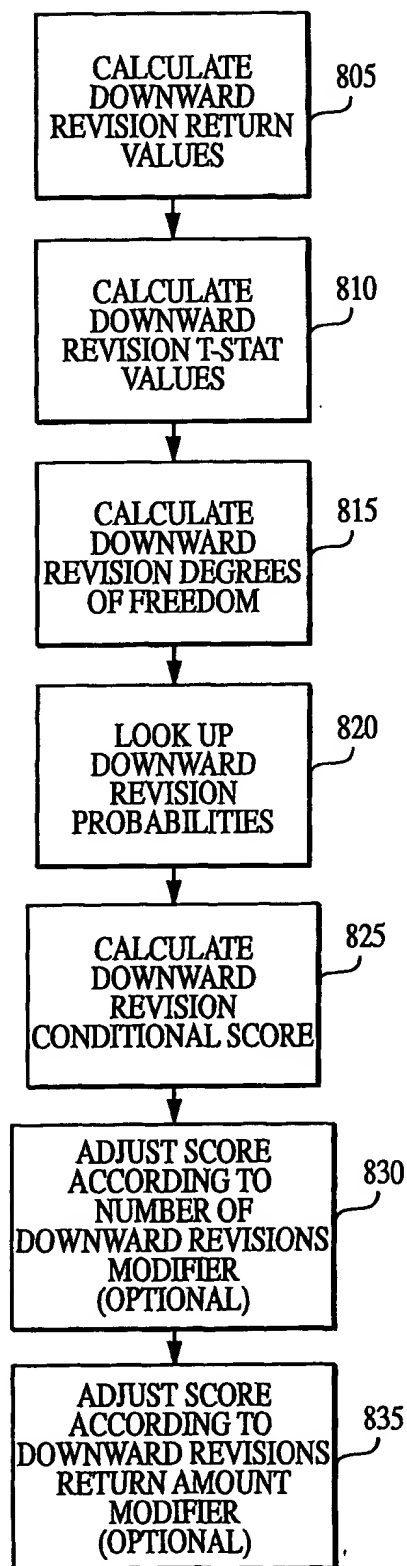 CALCULATE
DOWNWARD
REVISION RETURN
VALUES
805
CALCULATE
DOWNWARD
REVISION T-STAT
VALUES
810
CALCULATE
DOWNWARD
REVISION DEGREES
OF FREEDOM
815
LOOK UP
DOWNWARD
REVISION
PROBABILITIES
820
CALCULATE
DOWNWARD
REVISION
CONDITIONAL SCORE
825
ADJUST SCORE
ACCORDING TO
NUMBER OF
DOWNWARD REVISIONS
MODIFIER
(OPTIONAL)
830
ADJUST SCORE
ACCORDING TO
DOWNWARD REVISIONS
RETURN AMOUNT
MODIFIER
(OPTIONAL)
835